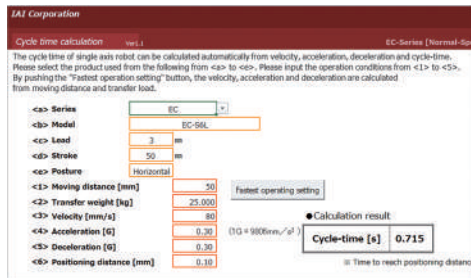 IAI Corporation
Cycle time calculation Ver1.1 EC-Series [Normal-Sp
The cycle time of single axis robot can be calculated automatically from velocity, acceleration, deceleration and cycle-time.
Please select the product used from the following from <a> to <e>. Please input the operation conditions from <1> to <5>.
By pushing the "Fastest operation setting" button, the velocity, acceleration and deceleration are calculated
from moving distance and transfer load.
<a> Series EC
<b> Model EC-S6L
<c> Lead 3 mm
<d> Stroke 50 mm
<e> Posture Horizontal
<1> Moving distance [mm] 50 Fastest operating setting
<2> Transfer weight [kg] 25.000
<3> Velocity [mm/s] 80 ●Calculation result
<4> Acceleration [G] 0.30 (1G = 9806mm/s²) Cycle-time [s] 0.715
<5> Deceleration [G] 0.30
<6> Positioning distance [mm] 0.10 ※ Time to reach positioning distanc